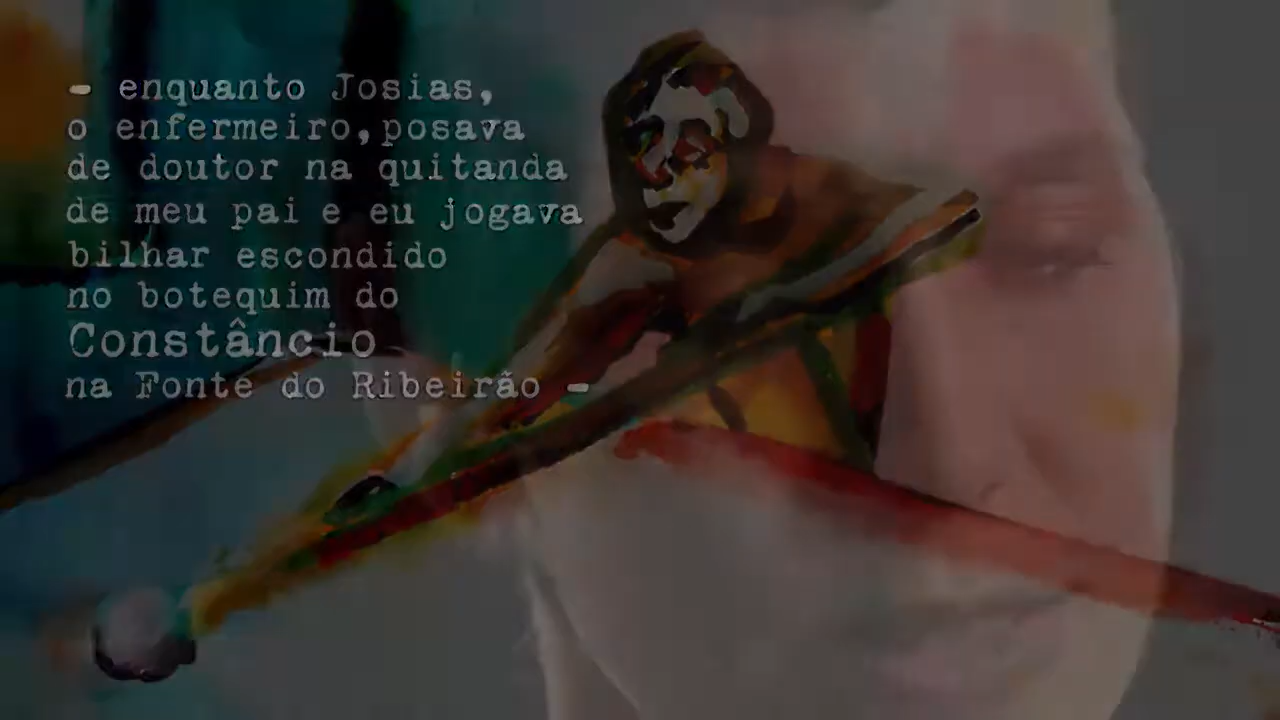 - enquanto Josias,
o enfermeiro, posava
de doutor na quitanda
de meu pai e eu jogava
bilhar escondido
no botequim do
Constâncio
na Fonte do Ribeirão -